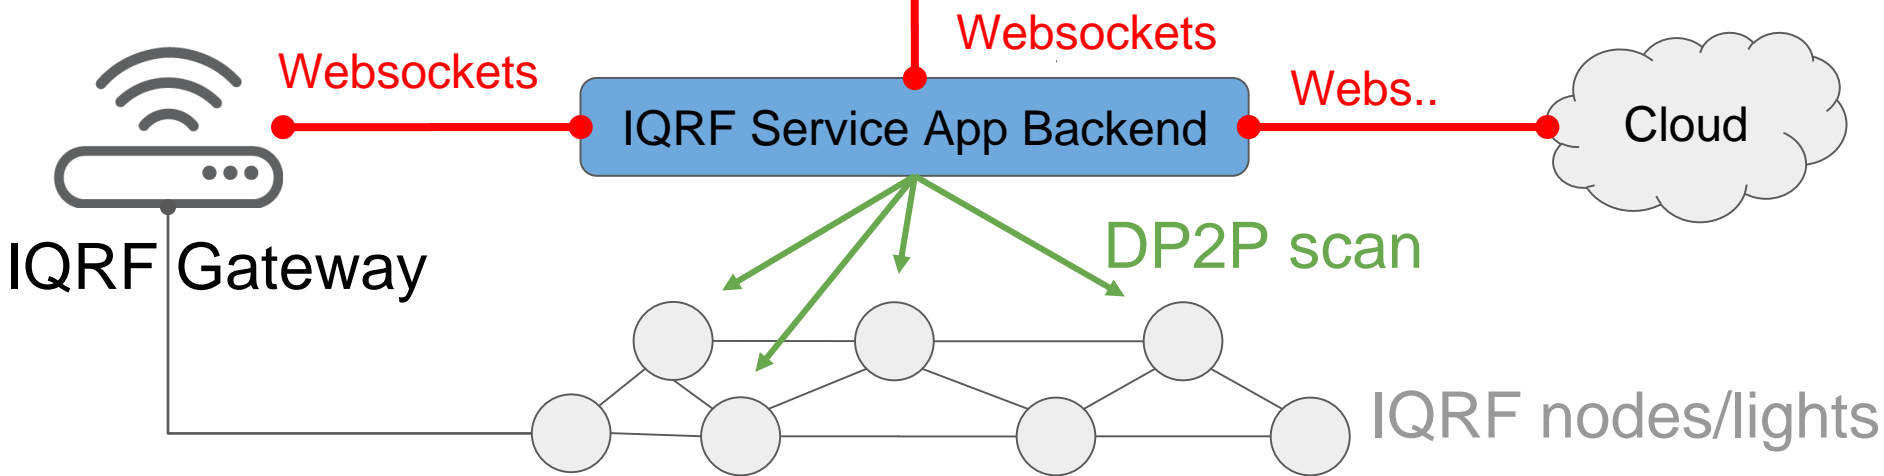 Websockets
Websockets
Webs..
IQRF Service App Backend
Cloud
DP2P scan
IQRF Gateway
IQRF nodes/lights